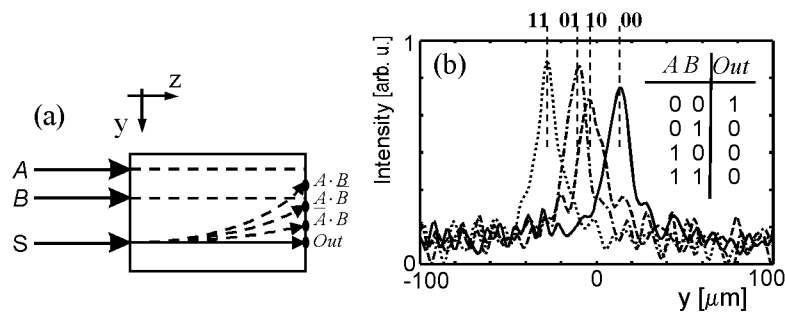 (a)
z
y
A
B
S
A · B
A · B
A · B
Out
(b)
11 01 10 00
Intensity [arb. u.]
1
0
-100
0
100
y [μm]
A B Out
0 0 1
0 1 0
1 0 0
1 1 0